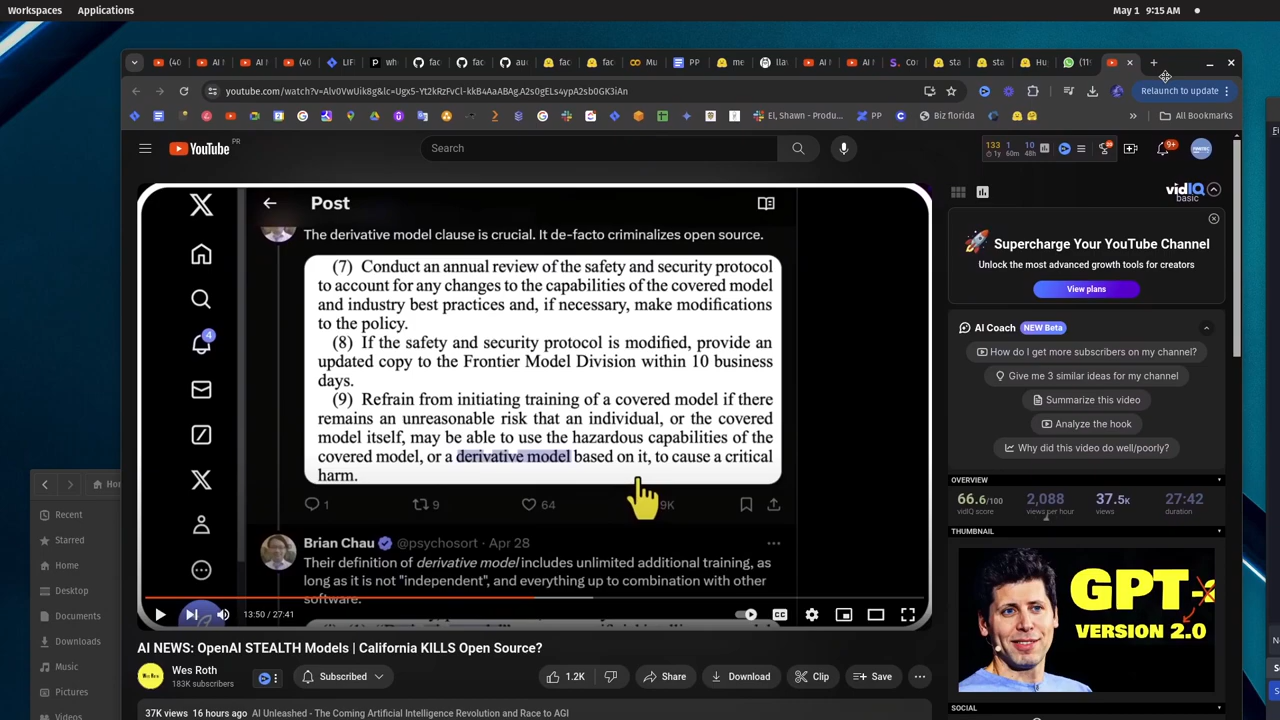 Workspaces
Applications
May 1 9:15 AM
youtube.com/watch?v=Alv0VwUik8g&lc=Ugx5-Yt2kRzFvCl-kkB4AaABAg.A2s0gELs4ypA2sb0GK3iAn
Relaunch to update
El, Shawn - Produ...
PP
Biz florida
All Bookmarks
YouTube PR
Search
133 1 10
1y 60m 48h
9+
vidIQ
basic
Post
The derivative model clause is crucial. It de-facto criminalizes open source.
(7) Conduct an annual review of the safety and security protocol
to account for any changes to the capabilities of the covered model
and industry best practices and, if necessary, make modifications
to the policy.
(8) If the safety and security protocol is modified, provide an
updated copy to the Frontier Model Division within 10 business
days.
(9) Refrain from initiating training of a covered model if there
remains an unreasonable risk that an individual, or the covered
model itself, may be able to use the hazardous capabilities of the
covered model, or a derivative model based on it, to cause a critical
harm.
4
1
9
64
9K
Brian Chau @psychosort · Apr 28
Their definition of derivative model includes unlimited additional training, as
long as it is not "independent", and everything up to combination with other
software.
13:50 / 27:41
AI NEWS: OpenAI STEALTH Models | California KILLS Open Source?
Wes Roth
183K subscribers
Subscribed
1.2K
Share
Download
Clip
Save
37K views 16 hours ago AI Unleashed - The Coming Artificial Intelligence Revolution and Race to AGI
Supercharge Your YouTube Channel
Unlock the most advanced growth tools for creators
View plans
AI Coach NEW Beta
How do I get more subscribers on my channel?
Give me 3 similar ideas for my channel
Summarize this video
Analyze the hook
Why did this video do well/poorly?
OVERVIEW
66.6/100 2,088 37.5K 27:42
vidIQ score views per hour views duration
THUMBNAIL
GPT-
VERSION 2.0
SOCIAL
Recent
Starred
Home
Desktop
Documents
Downloads
Music
Pictures
Videos